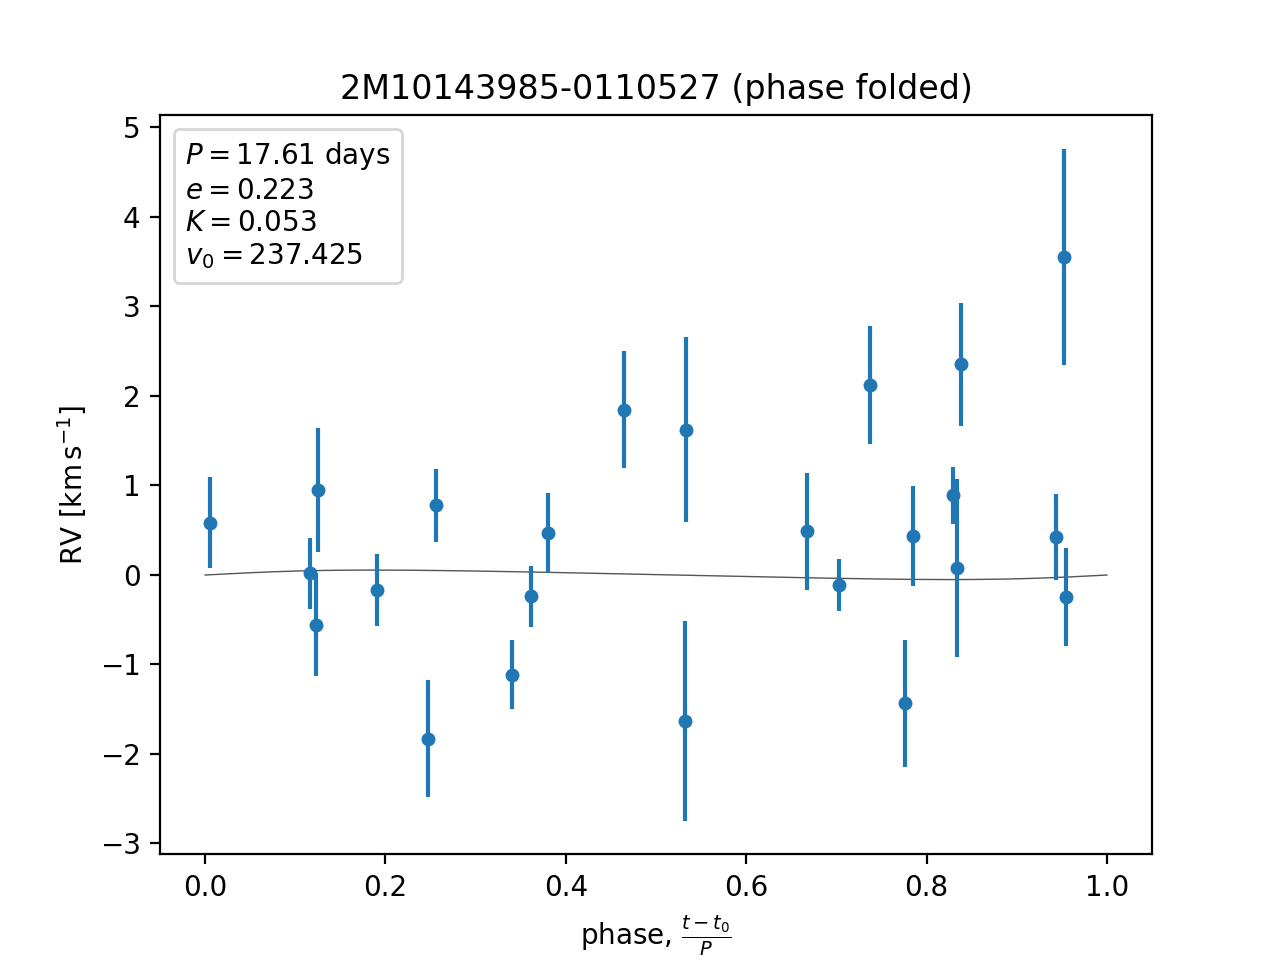 2M10143985-0110527 (phase folded)
P = 17.61 days
e = 0.223
K = 0.053
v₀ = 237.425
5
4
3
2
1
0
−1
−2
−3
RV [km s⁻¹]
0.0 0.2 0.4 0.6 0.8 1.0
phase, (t − t₀)/P